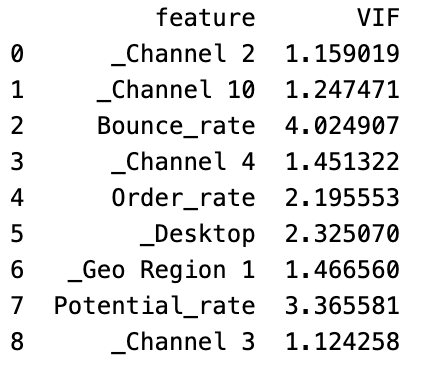 feature VIF
0 _Channel 2 1.159019
1 _Channel 10 1.247471
2 Bounce_rate 4.024907
3 _Channel 4 1.451322
4 Order_rate 2.195553
5 _Desktop 2.325070
6 _Geo Region 1 1.466560
7 Potential_rate 3.365581
8 _Channel 3 1.124258